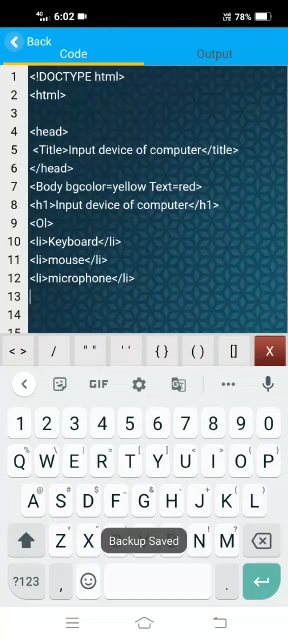 4G 6:02 78%
Back
Code Output
1 <!DOCTYPE html>
2 <html>
3
4 <head>
5 <Title>Input device of computer</title>
6 </head>
7 <Body bgcolor=yellow Text=red>
8 <h1>Input device of computer</h1>
9 <Ol>
10 <li>Keyboard</li>
11 <li>mouse</li>
12 <li>microphone</li>
13
14
15
< > / " " ' ' { } ( ) [] X
GIF
1 2 3 4 5 6 7 8 9 0
Q W E R T Y U I O P
A S D F G H J K L
Z X N M
Backup Saved
?123 , .